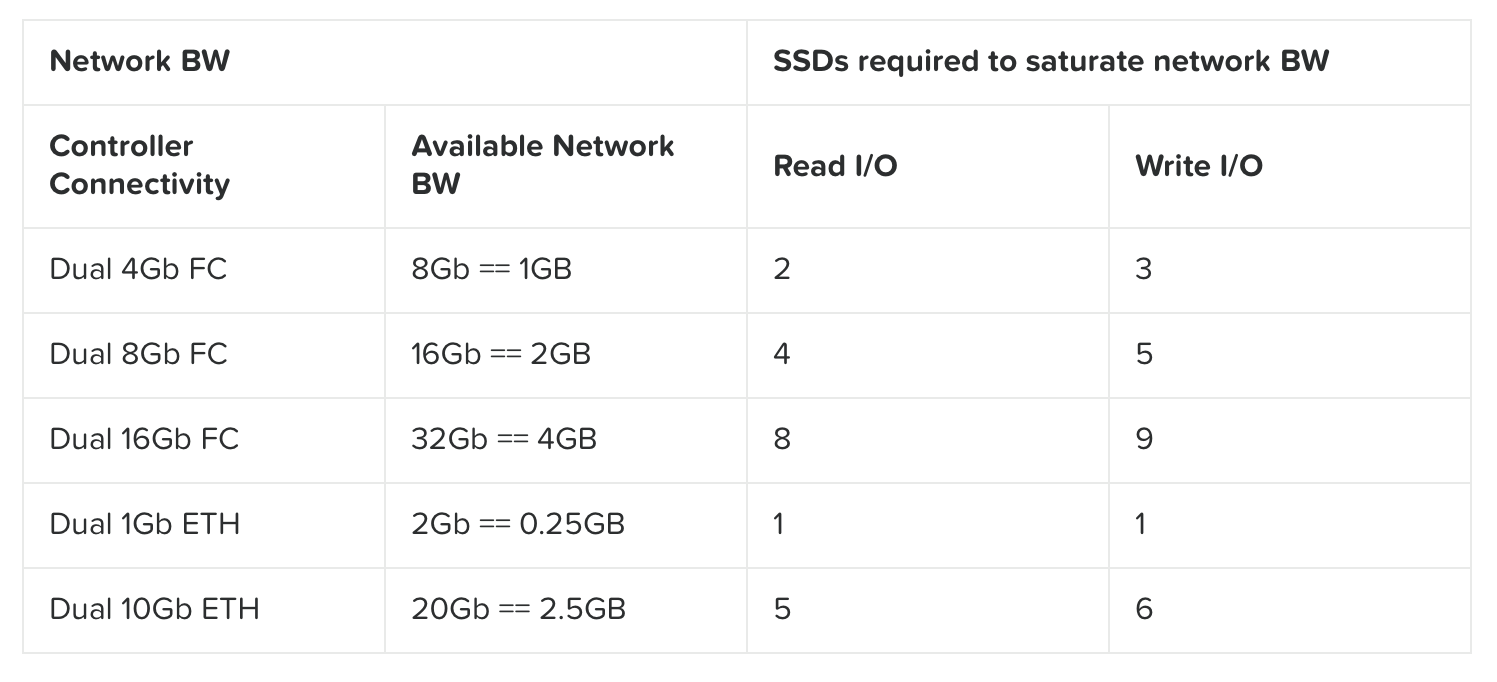 Network BW
SSDs required to saturate network BW
Controller
Connectivity
Available Network
BW
Read I/O
Write I/O
Dual 4Gb FC
8Gb == 1GB
2
3
Dual 8Gb FC
16Gb == 2GB
4
5
Dual 16Gb FC
32Gb == 4GB
8
9
Dual 1Gb ETH
2Gb == 0.25GB
1
1
Dual 10Gb ETH
20Gb == 2.5GB
5
6